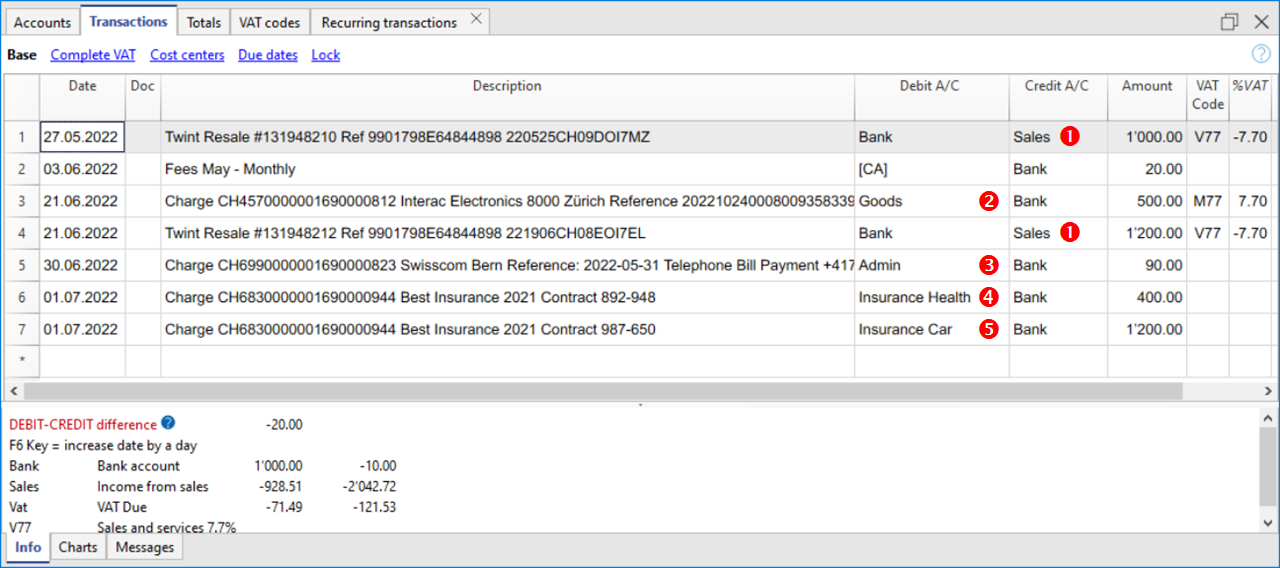 Accounts Transactions Totals VAT codes Recurring transactions
Base Complete VAT Cost centers Due dates Lock ?
Date Doc Description Debit A/C Credit A/C Amount VAT Code %VAT
1 27.05.2022 Twint Resale #131948210 Ref 9901798E64844898 220525CH09DOI7MZ Bank Sales 1 1'000.00 V77 -7.70
2 03.06.2022 Fees May - Monthly [CA] Bank 20.00
3 21.06.2022 Charge CH4570000001690000812 Interac Electronics 8000 Zürich Reference 202210240008009358339 Goods 2 Bank 500.00 M77 7.70
4 21.06.2022 Twint Resale #131948212 Ref 9901798E64844898 221906CH08EOI7EL Bank Sales 1 1'200.00 V77 -7.70
5 30.06.2022 Charge CH6990000001690000823 Swisscom Bern Reference: 2022-05-31 Telephone Bill Payment +417 Admin 3 Bank 90.00
6 01.07.2022 Charge CH6830000001690000944 Best Insurance 2021 Contract 892-948 Insurance Health 4 Bank 400.00
7 01.07.2022 Charge CH6830000001690000944 Best Insurance 2021 Contract 987-650 Insurance Car 5 Bank 1'200.00
*
DEBIT-CREDIT difference ? -20.00
F6 Key = increase date by a day
Bank Bank account 1'000.00 -10.00
Sales Income from sales -928.51 -2'042.72
Vat VAT Due -71.49 -121.53
V77 Sales and services 7.7%
Info Charts Messages